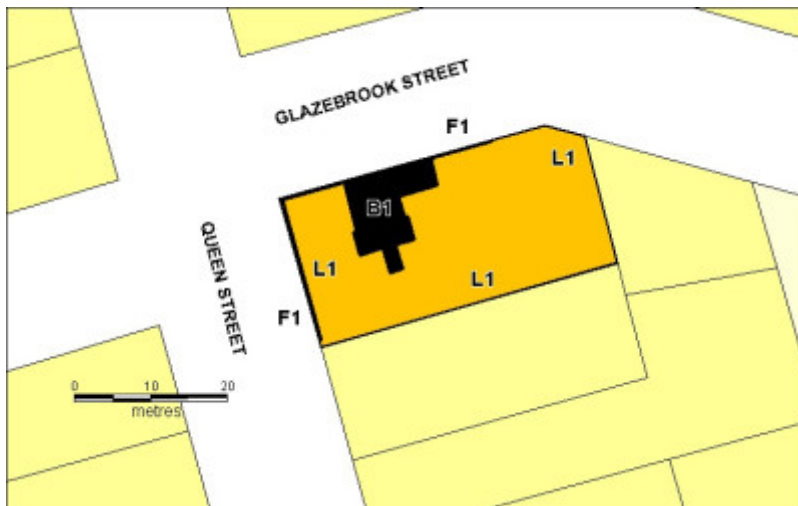 GLAZEBROOK STREET
F1
L1
B1
QUEEN STREET
L1
L1
F1
0 10 20
metres